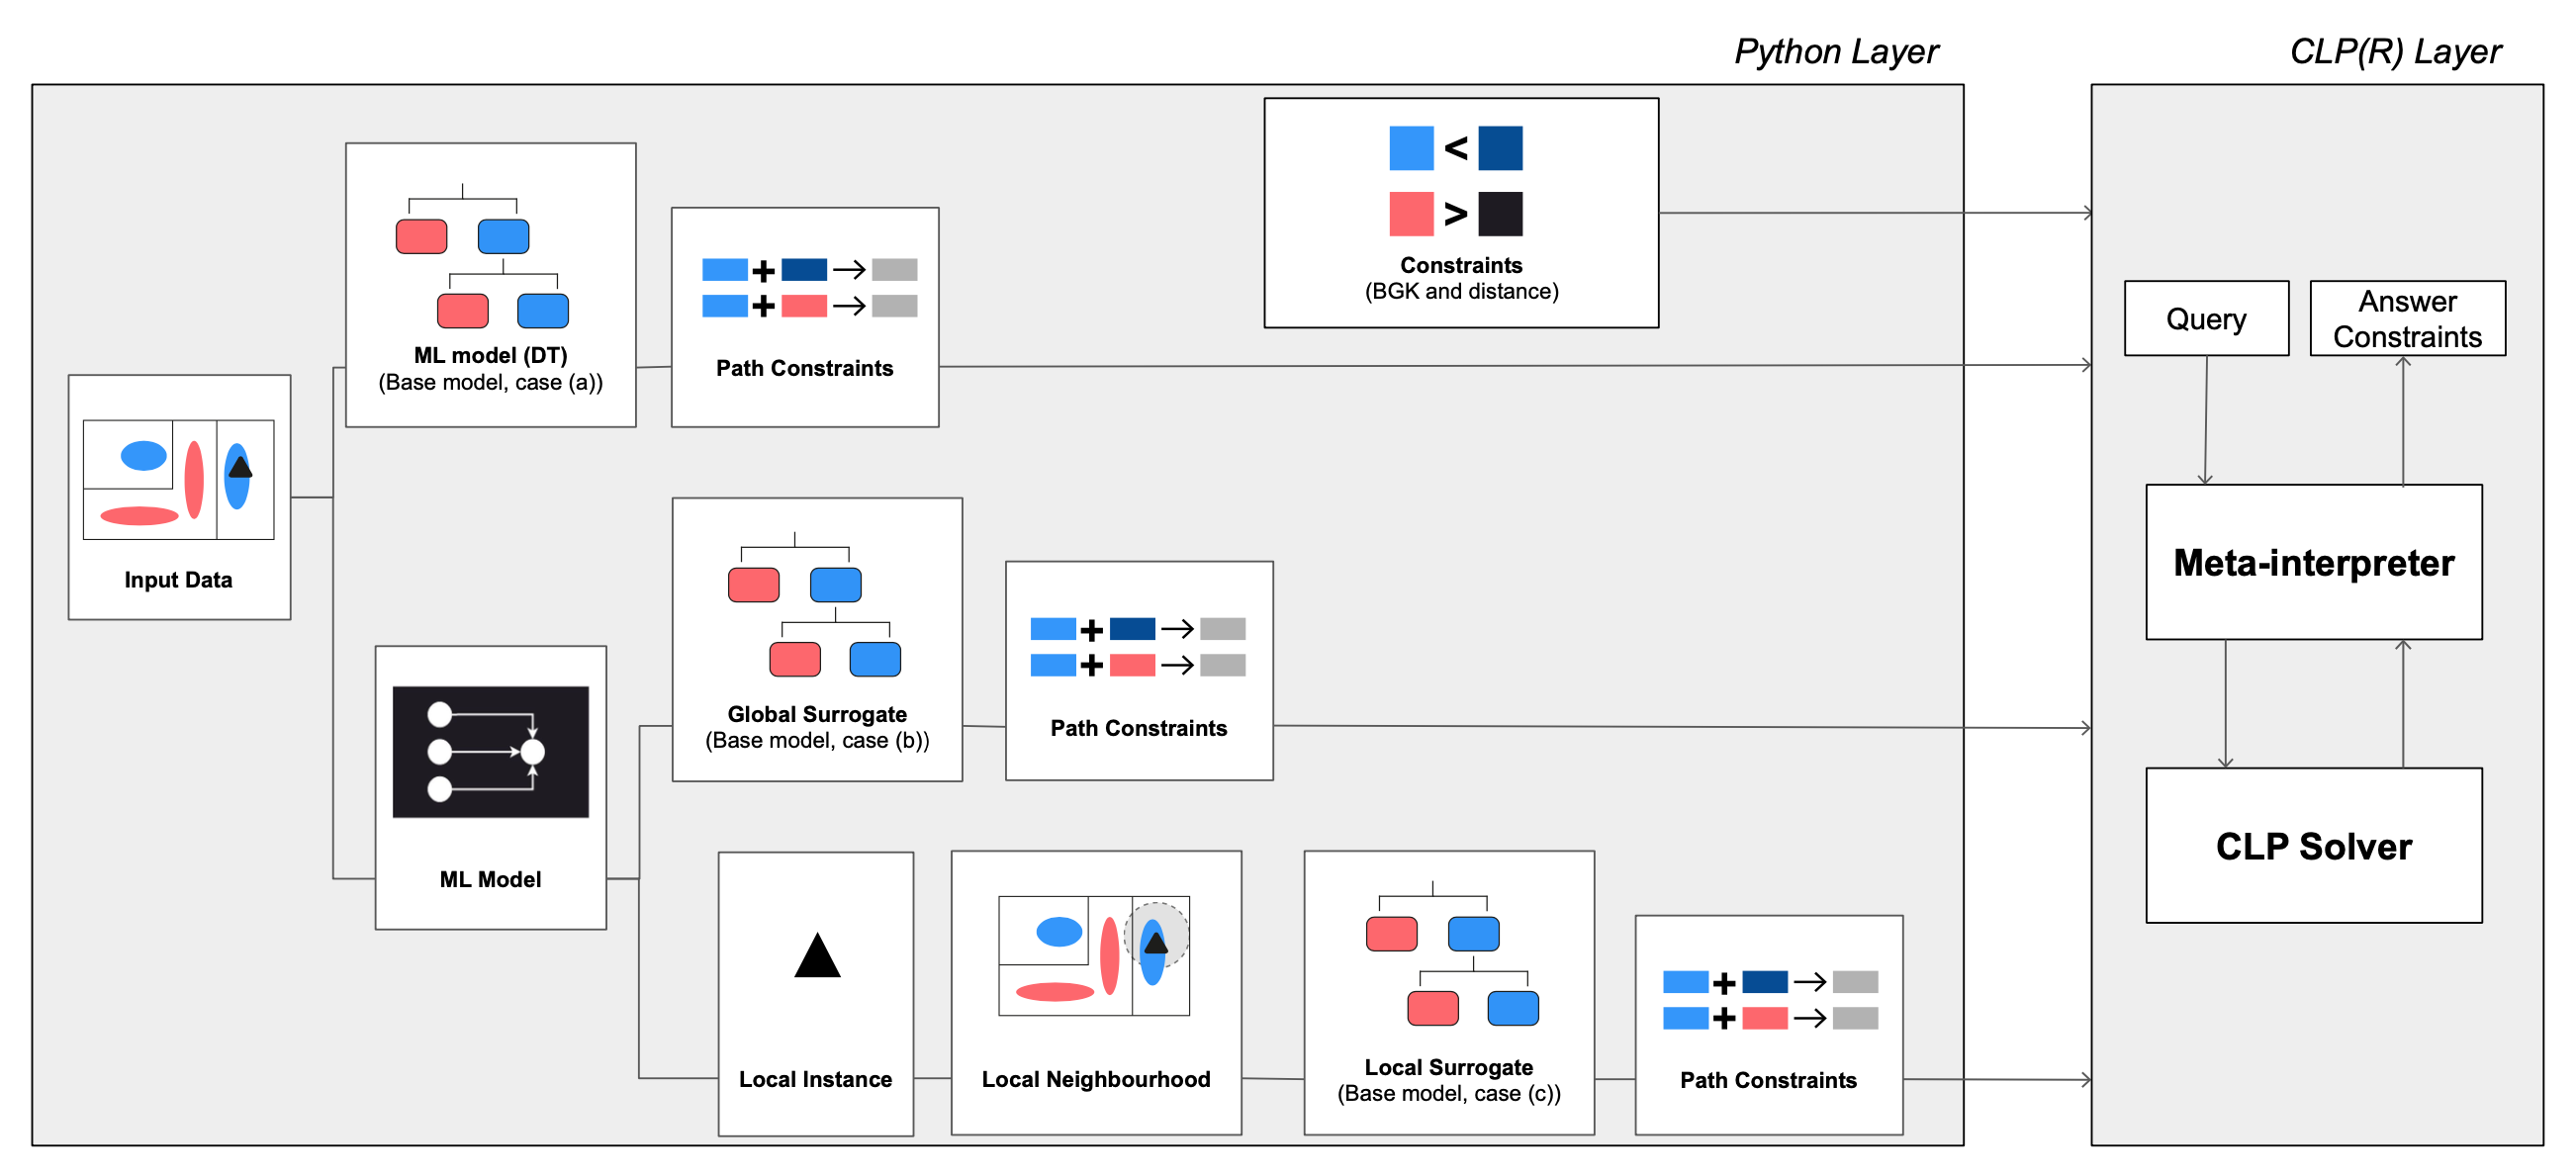 Python Layer
CLP(R) Layer
<
>
Constraints
(BGK and distance)
ML model (DT)
(Base model, case (a))
+
+
Path Constraints
Query
Answer
Constraints
Input Data
Meta-interpreter
Global Surrogate
(Base model, case (b))
+
+
Path Constraints
ML Model
CLP Solver
Local Instance
Local Neighbourhood
Local Surrogate
(Base model, case (c))
+
+
Path Constraints